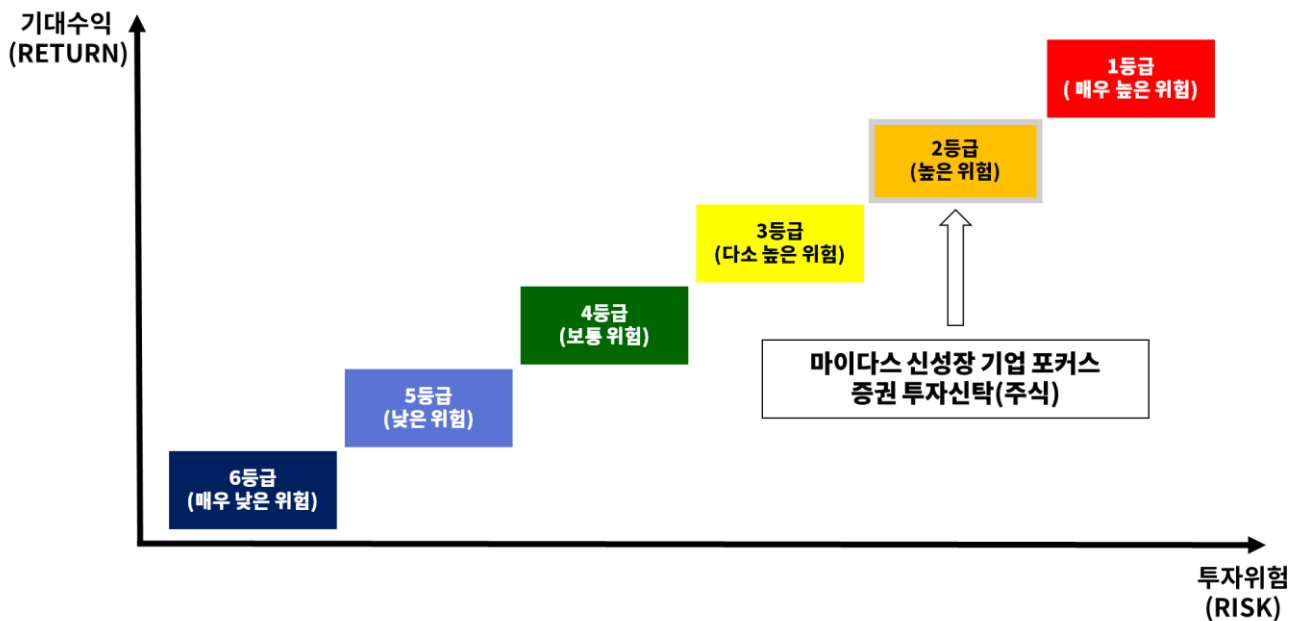 기대수익
(RETURN)
1등급
( 매우 높은 위험)
2등급
(높은 위험)
3등급
(다소 높은 위험)
4등급
(보통 위험)
마이다스 신성장 기업 포커스
증권 투자신탁(주식)
5등급
(낮은 위험)
6등급
(매우 낮은 위험)
투자위험
(RISK)